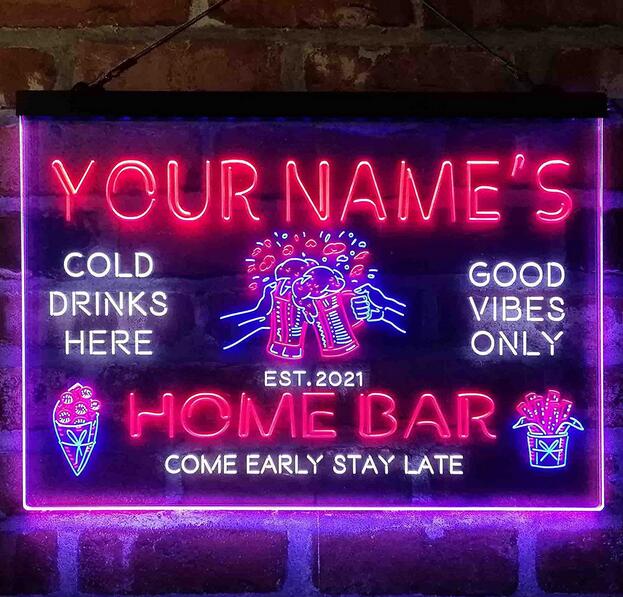 YOUR NAME'S
COLD
DRINKS
HERE
GOOD
VIBES
ONLY
EST. 2021
HOME BAR
COME EARLY STAY LATE